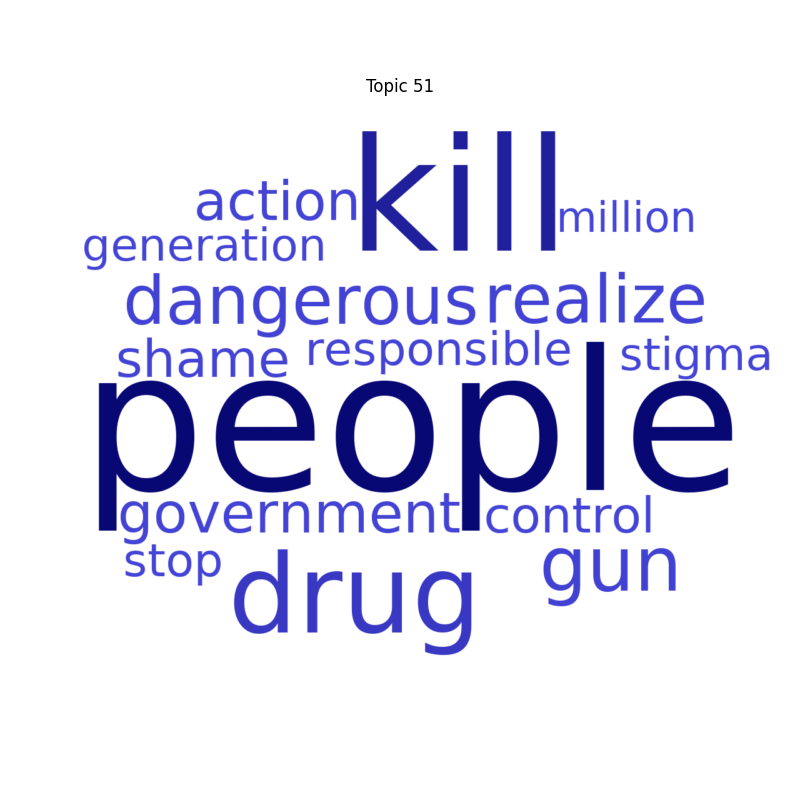 Topic 51
kill
action
million
generation
dangerous realize
shame responsible stigma
people
government control
stop drug gun